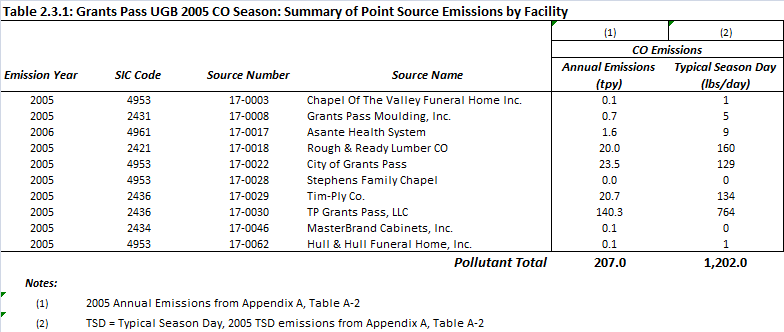 Table 2.3.1: Grants Pass UGB 2005 CO Season: Summary of Point Source Emissions by Facility
(1) (2)
CO Emissions
Emission Year SIC Code Source Number Source Name Annual Emissions (tpy) Typical Season Day (lbs/day)
2005 4953 17-0003 Chapel Of The Valley Funeral Home Inc. 0.1 1
2005 2431 17-0008 Grants Pass Moulding, Inc. 0.7 5
2006 4961 17-0017 Asante Health System 1.6 9
2005 2421 17-0018 Rough & Ready Lumber CO 20.0 160
2005 4953 17-0022 City of Grants Pass 23.5 129
2005 4953 17-0028 Stephens Family Chapel 0.0 0
2005 2436 17-0029 Tim-Ply Co. 20.7 134
2005 2436 17-0030 TP Grants Pass, LLC 140.3 764
2005 2434 17-0046 MasterBrand Cabinets, Inc. 0.1 0
2005 4953 17-0062 Hull & Hull Funeral Home, Inc. 0.1 1
Pollutant Total 207.0 1,202.0
Notes:
(1) 2005 Annual Emissions from Appendix A, Table A-2
(2) TSD = Typical Season Day, 2005 TSD emissions from Appendix A, Table A-2